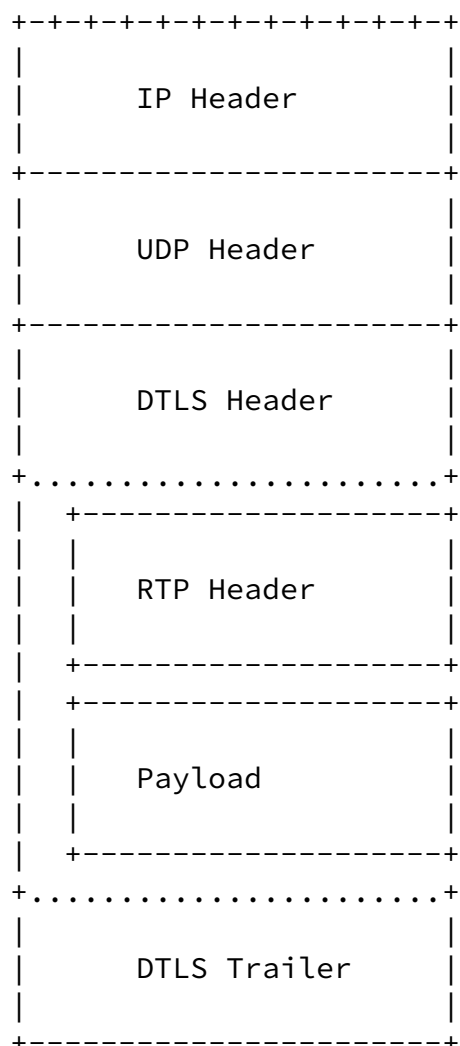 IP Header
UDP Header
DTLS Header
RTP Header
Payload
DTLS Trailer